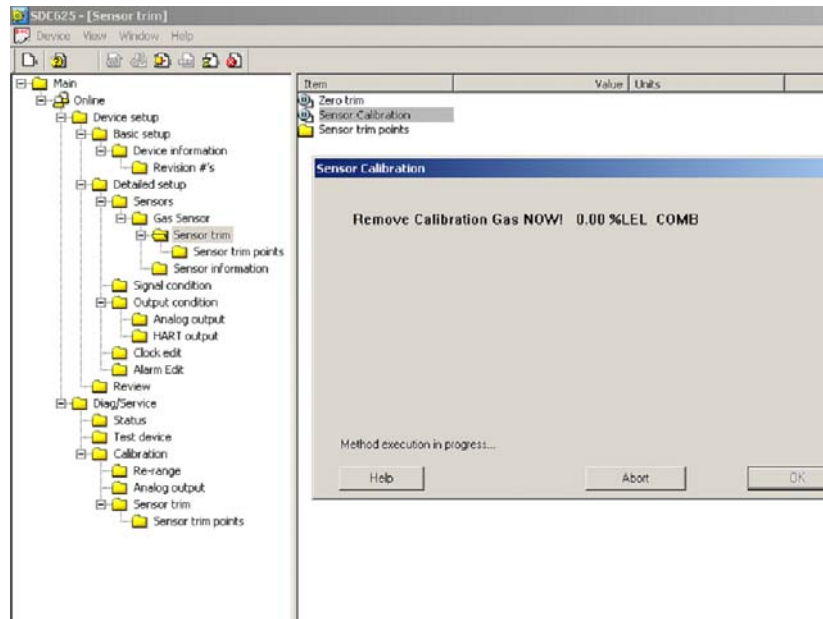 SDC625 - [Sensor trim]
Device View Window Help
Main
Online
Device setup
Basic setup
Device information
Revision #'s
Detailed setup
Sensors
Gas Sensor
Sensor trim
Sensor trim points
Sensor information
Signal condition
Output condition
Analog output
HART output
Clock edit
Alarm Edit
Review
Diag/Service
Status
Test device
Calibration
Re-range
Analog output
Sensor trim
Sensor trim points
Item Value Units
Zero trim
Sensor Calibration
Sensor trim points
Sensor Calibration
Remove Calibration Gas NOW! 0.00 %LEL COMB
Method execution in progress...
Help Abort OK